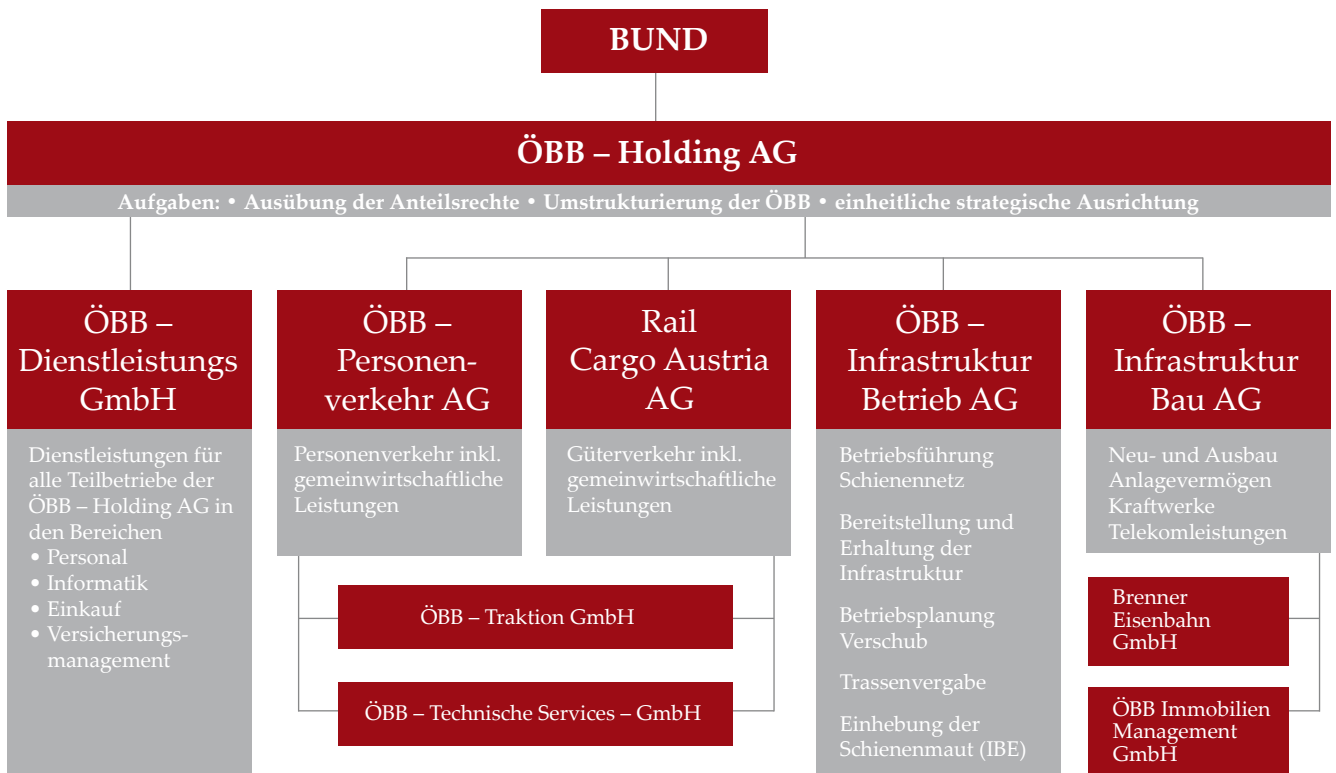 BUND
ÖBB – Holding AG
Aufgaben: • Ausübung der Anteilsrechte • Umstrukturierung der ÖBB • einheitliche strategische Ausrichtung
ÖBB –
Dienstleistungs
GmbH
Dienstleistungen für
alle Teilbetriebe der
ÖBB – Holding AG in
den Bereichen
• Personal
• Informatik
• Einkauf
• Versicherungs-
management
ÖBB –
Personen-
verkehr AG
Personenverkehr inkl.
gemeinwirtschaftliche
Leistungen
Rail
Cargo Austria
AG
Güterverkehr inkl.
gemeinwirtschaftliche
Leistungen
ÖBB – Traktion GmbH
ÖBB – Technische Services – GmbH
ÖBB –
Infrastruktur
Betrieb AG
Betriebsführung
Schienennetz
Bereitstellung und
Erhaltung der
Infrastruktur
Betriebsplanung
Verschub
Trassenvergabe
Einhebung der
Schienenmaut (IBE)
ÖBB –
Infrastruktur
Bau AG
Neu- und Ausbau
Anlagevermögen
Kraftwerke
Telekomleistungen
Brenner
Eisenbahn
GmbH
ÖBB Immobilien
Management
GmbH